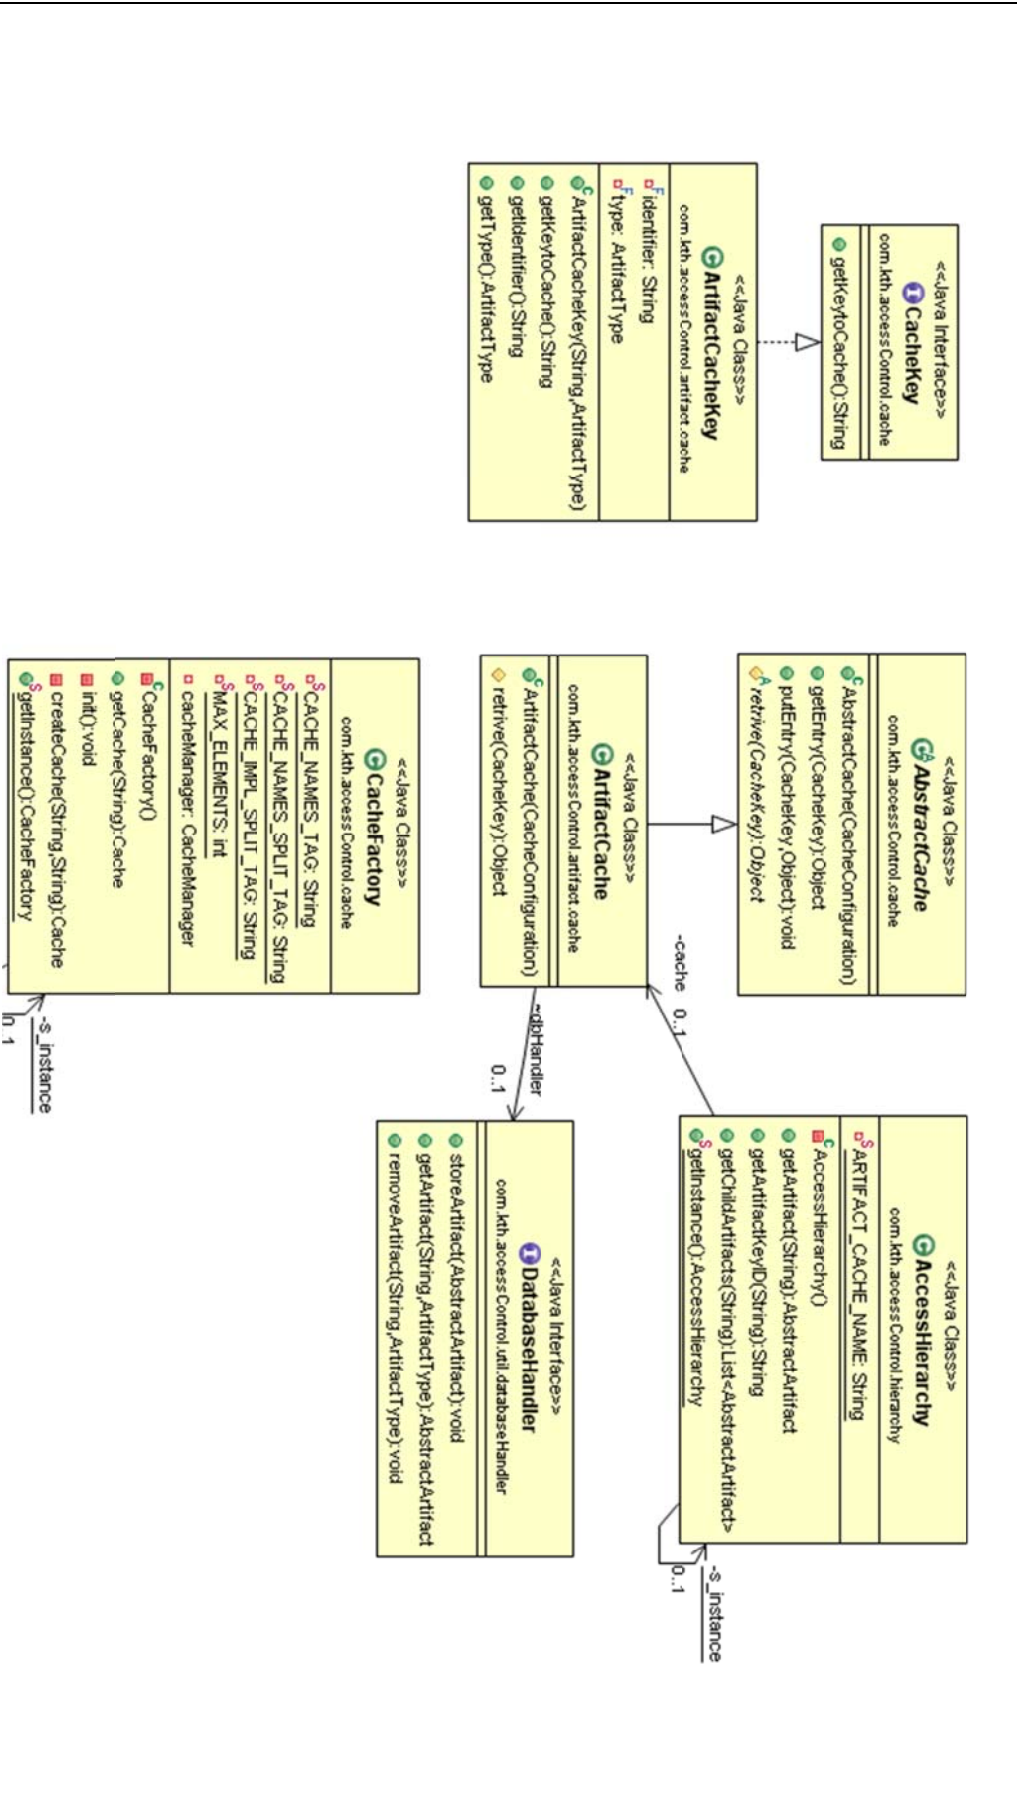 <<Java Interface>>
CacheKey
com.kth.accessControl.cache
getKeytoCache():String
<<Java Class>>
ArtifactCacheKey
com.kth.accessControl.artifact.cache
identifier: String
type: ArtifactType
ArtifactCacheKey(String,ArtifactType)
getKeytoCache():String
getIdentifier():String
getType():ArtifactType
<<Java Class>>
AbstractCache
com.kth.accessControl.cache
AbstractCache(CacheConfiguration)
getEntry(CacheKey):Object
putEntry(CacheKey,Object):void
retrive(CacheKey):Object
<<Java Class>>
ArtifactCache
com.kth.accessControl.artifact.cache
ArtifactCache(CacheConfiguration)
retrive(CacheKey):Object
-cache 0..1
~dbHandler
0..1
<<Java Class>>
CacheFactory
com.kth.accessControl.cache
CACHE_NAMES_TAG: String
CACHE_NAMES_SPLIT_TAG: String
CACHE_IMPL_SPLIT_TAG: String
MAX_ELEMENTS: int
cacheManager: CacheManager
CacheFactory()
getCache(String):Cache
init():void
createCache(String,String):Cache
getInstance():CacheFactory
-s_instance
0..1
<<Java Class>>
AccessHierarchy
com.kth.accessControl.hierarchy
ARTIFACT_CACHE_NAME: String
AccessHierarchy()
getArtifact(String):AbstractArtifact
getArtifactKeyID(String):String
getChildArtifacts(String):List<AbstractArtifact>
getInstance():AccessHierarchy
-s_instance
0..1
<<Java Interface>>
DatabaseHandler
com.kth.accessControl.util.databaseHandler
storeArtifact(AbstractArtifact):void
getArtifact(String,ArtifactType):AbstractArtifact
removeArtifact(String,ArtifactType):void